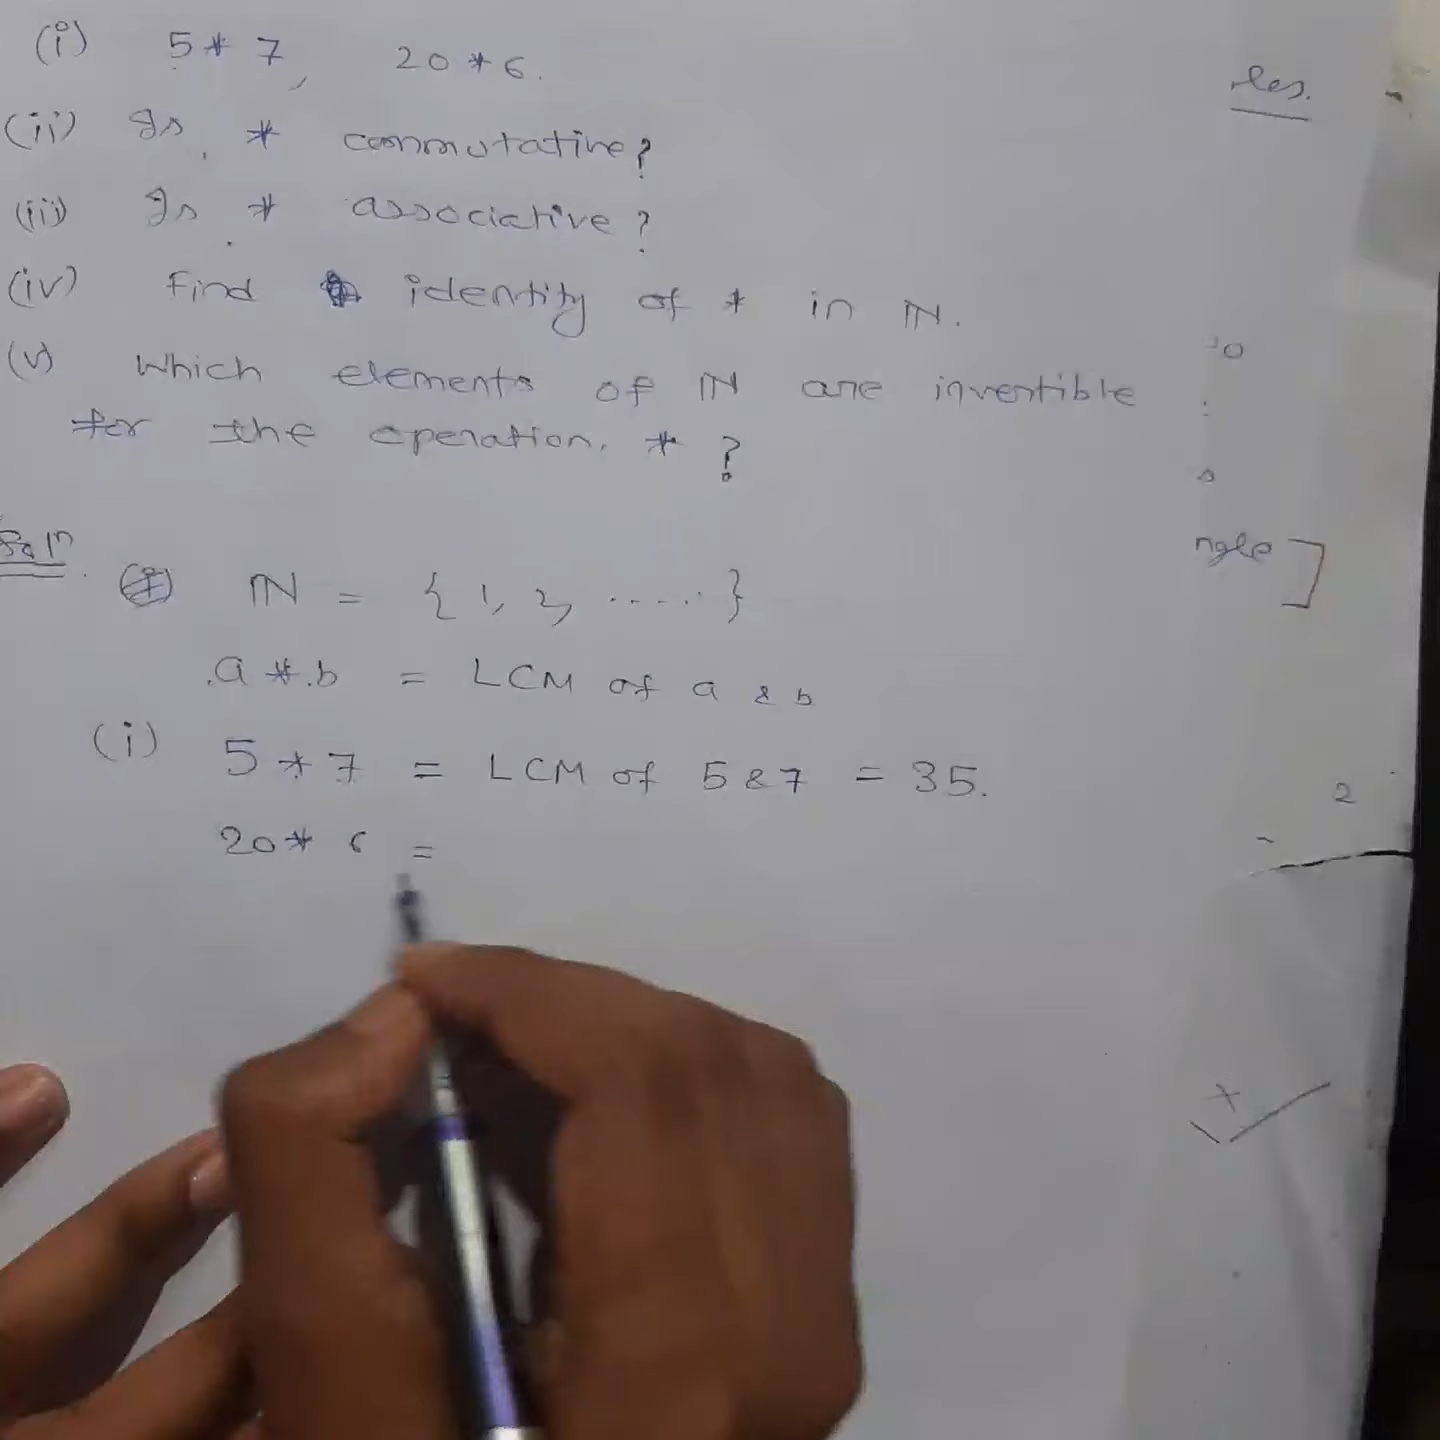 (i) 5 * 7, 20 * 6.
(ii) Is * commutative?
(iii) Is * associative?
(iv) Find identity of * in ℕ.
(v) Which elements of ℕ are invertible
for the operation. * ?
Solⁿ.
ℕ = { 1, 2, ..... }
a * b = LCM of a & b
(i) 5 * 7 = LCM of 5 & 7 = 35.
20 * 6 =
2